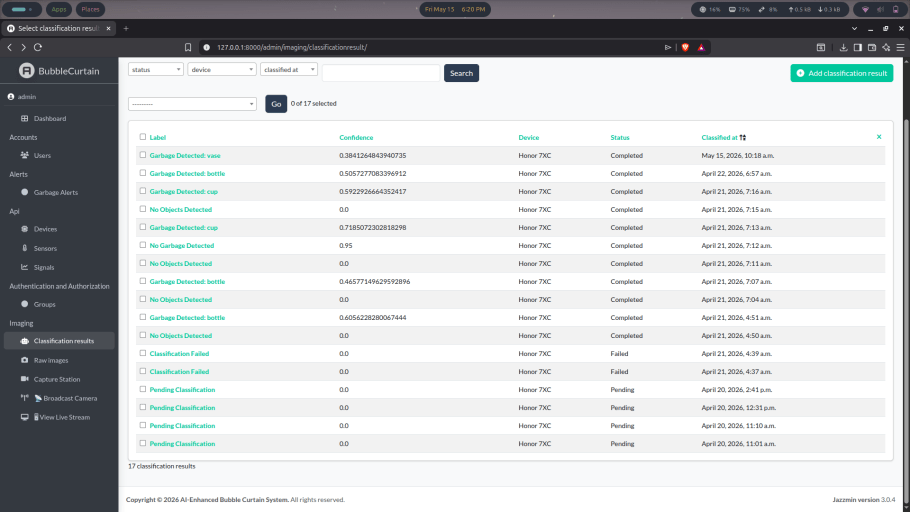 Apps Places Fri May 15 6:20 PM 16% 75% 8% 0.5 kB 0.3 kB
Select classification resul
127.0.0.1:8000/admin/imaging/classificationresult/
BubbleCurtain
admin
Dashboard
Accounts
Users
Alerts
Garbage Alerts
Api
Devices
Sensors
Signals
Authentication and Authorization
Groups
Imaging
Classification results
Raw images
Capture Station
Broadcast Camera
View Live Stream
status device classified at Search Add classification result
--------- Go 0 of 17 selected
Label Confidence Device Status Classified at
Garbage Detected: vase 0.3841264843940735 Honor 7XC Completed May 15, 2026, 10:18 a.m.
Garbage Detected: bottle 0.5057277083396912 Honor 7XC Completed April 22, 2026, 6:57 a.m.
Garbage Detected: cup 0.5922926664352417 Honor 7XC Completed April 21, 2026, 7:16 a.m.
No Objects Detected 0.0 Honor 7XC Completed April 21, 2026, 7:15 a.m.
Garbage Detected: cup 0.7185072302818298 Honor 7XC Completed April 21, 2026, 7:13 a.m.
No Garbage Detected 0.95 Honor 7XC Completed April 21, 2026, 7:12 a.m.
No Objects Detected 0.0 Honor 7XC Completed April 21, 2026, 7:11 a.m.
Garbage Detected: bottle 0.46577149629592896 Honor 7XC Completed April 21, 2026, 7:07 a.m.
No Objects Detected 0.0 Honor 7XC Completed April 21, 2026, 7:04 a.m.
Garbage Detected: bottle 0.6056228280067444 Honor 7XC Completed April 21, 2026, 4:51 a.m.
No Objects Detected 0.0 Honor 7XC Completed April 21, 2026, 4:50 a.m.
Classification Failed 0.0 Honor 7XC Failed April 21, 2026, 4:39 a.m.
Classification Failed 0.0 Honor 7XC Failed April 21, 2026, 4:37 a.m.
Pending Classification 0.0 Honor 7XC Pending April 20, 2026, 2:41 p.m.
Pending Classification 0.0 Honor 7XC Pending April 20, 2026, 12:31 p.m.
Pending Classification 0.0 Honor 7XC Pending April 20, 2026, 11:10 a.m.
Pending Classification 0.0 Honor 7XC Pending April 20, 2026, 11:01 a.m.
17 classification results
Copyright © 2026 AI-Enhanced Bubble Curtain System. All rights reserved. Jazzmin version 3.0.4